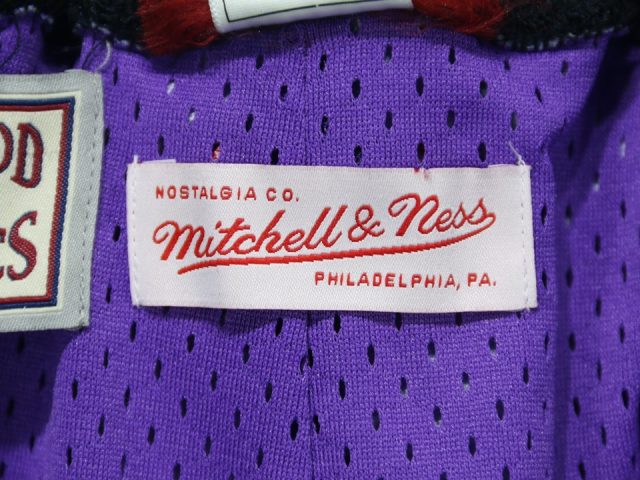 NOSTALGIA CO.
Mitchell & Ness
PHILADELPHIA, PA.